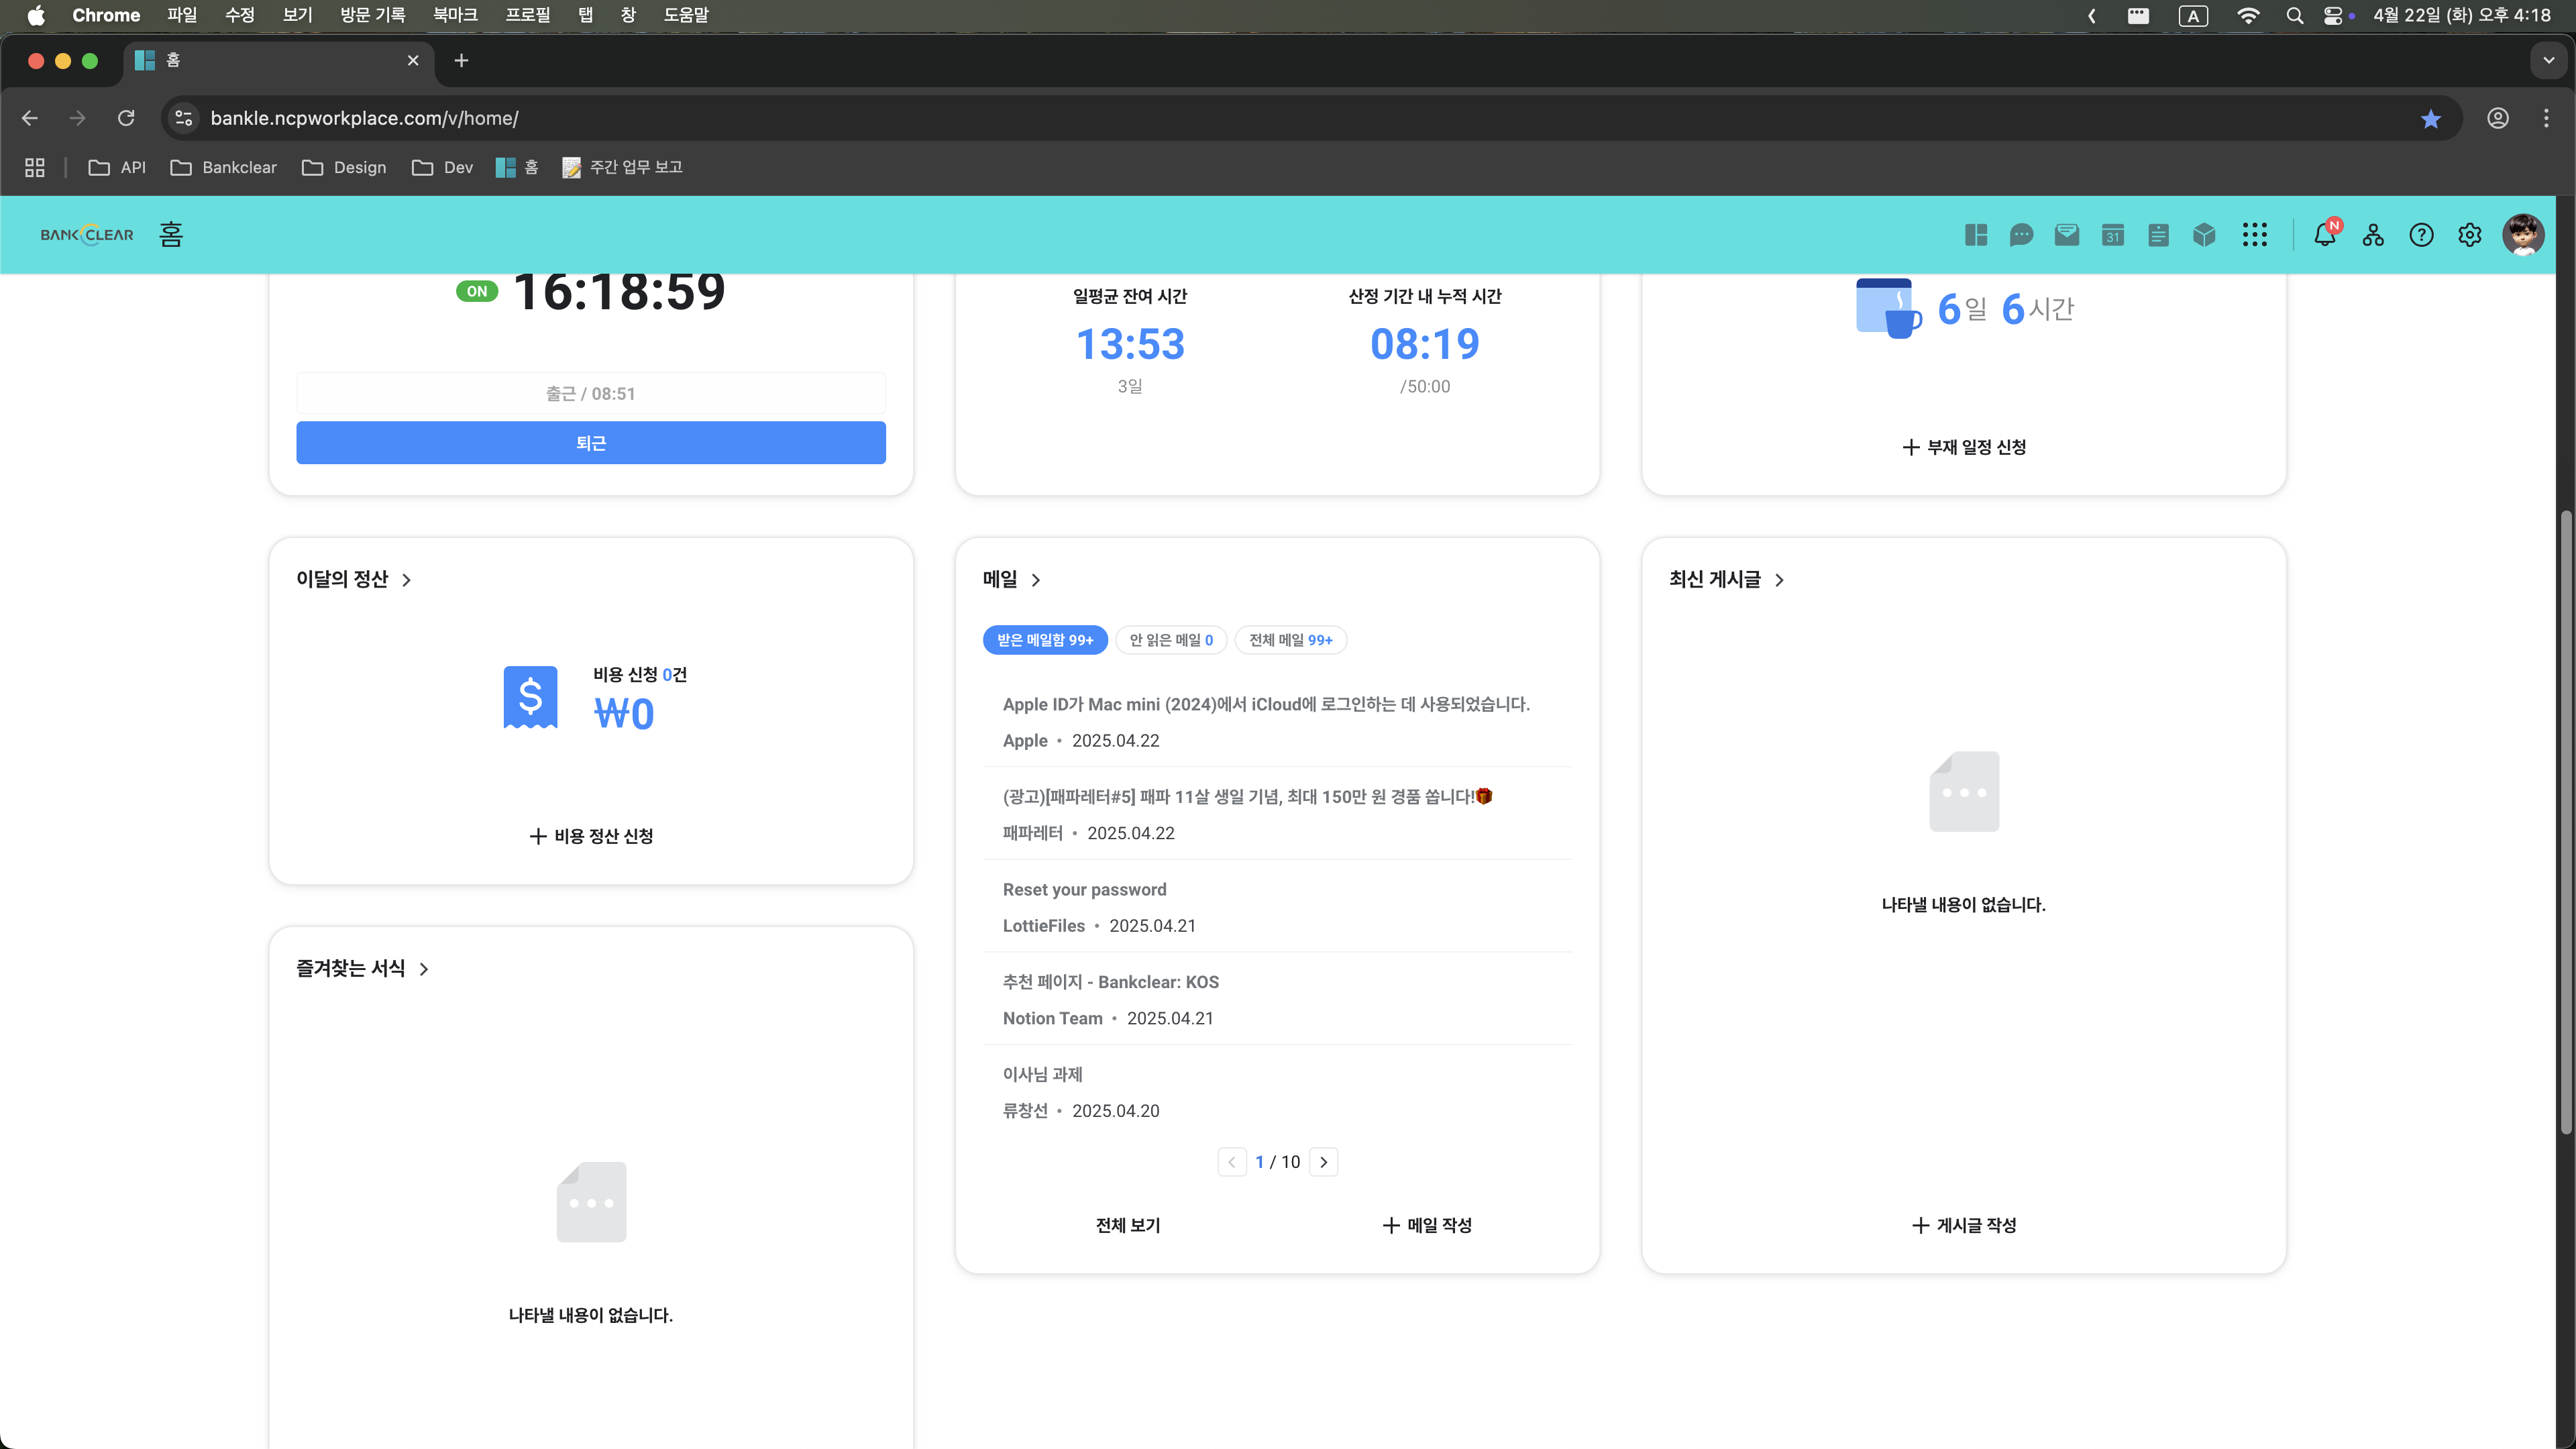 Chrome 파일 수정 보기 방문 기록 북마크 프로필 탭 창 도움말
A 4월 22일 (화) 오후 4:18
홈
bankle.ncpworkplace.com/v/home/
API Bankclear Design Dev 홈 주간 업무 보고
BANKCLEAR 홈
31 N
ON 16:18:59
출근 / 08:51
퇴근
일평균 잔여 시간
13:53
3일
산정 기간 내 누적 시간
08:19
/50:00
6일 6시간
부재 일정 신청
이달의 정산
비용 신청 0건
₩0
비용 정산 신청
메일
받은 메일함 99+ 안 읽은 메일 0 전체 메일 99+
Apple ID가 Mac mini (2024)에서 iCloud에 로그인하는 데 사용되었습니다.
Apple • 2025.04.22
(광고)[패파레터#5] 패파 11살 생일 기념, 최대 150만 원 경품 쏩니다!🎁
패파레터 • 2025.04.22
Reset your password
LottieFiles • 2025.04.21
추천 페이지 - Bankclear: KOS
Notion Team • 2025.04.21
이사님 과제
류창선 • 2025.04.20
1 / 10
전체 보기
메일 작성
최신 게시글
나타낼 내용이 없습니다.
게시글 작성
즐겨찾는 서식
나타낼 내용이 없습니다.